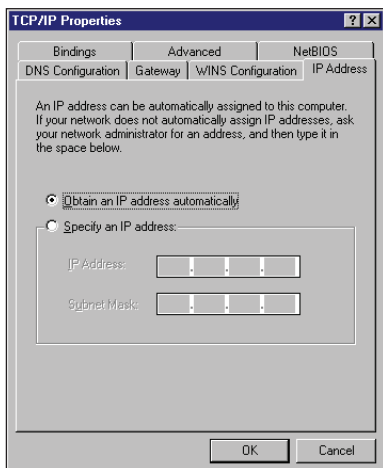 TCP/IP Properties
Bindings Advanced NetBIOS
DNS Configuration Gateway WINS Configuration IP Address
An IP address can be automatically assigned to this computer.
If your network does not automatically assign IP addresses, ask
your network administrator for an address, and then type it in
the space below.
Obtain an IP address automatically
Specify an IP address:
IP Address:
Subnet Mask:
OK Cancel